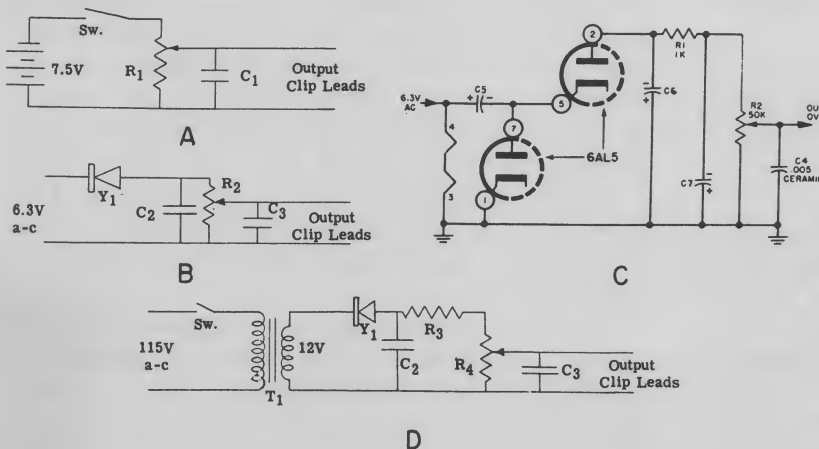 Sw.
7.5V
R1
C1
Output
Clip Leads
A
6.3V
a-c
Y1
C2
R2
C3
Output
Clip Leads
B
6.3V
AC
C5
+ -
4
3
7
1
5
2
6AL5
R1
1K
-
C6
+
C7
-
+
R2
50K
OU
OV
C4
.005
CERAMI
C
115V
a-c
Sw.
T1
12V
Y1
C2
R3
R4
C3
Output
Clip Leads
D